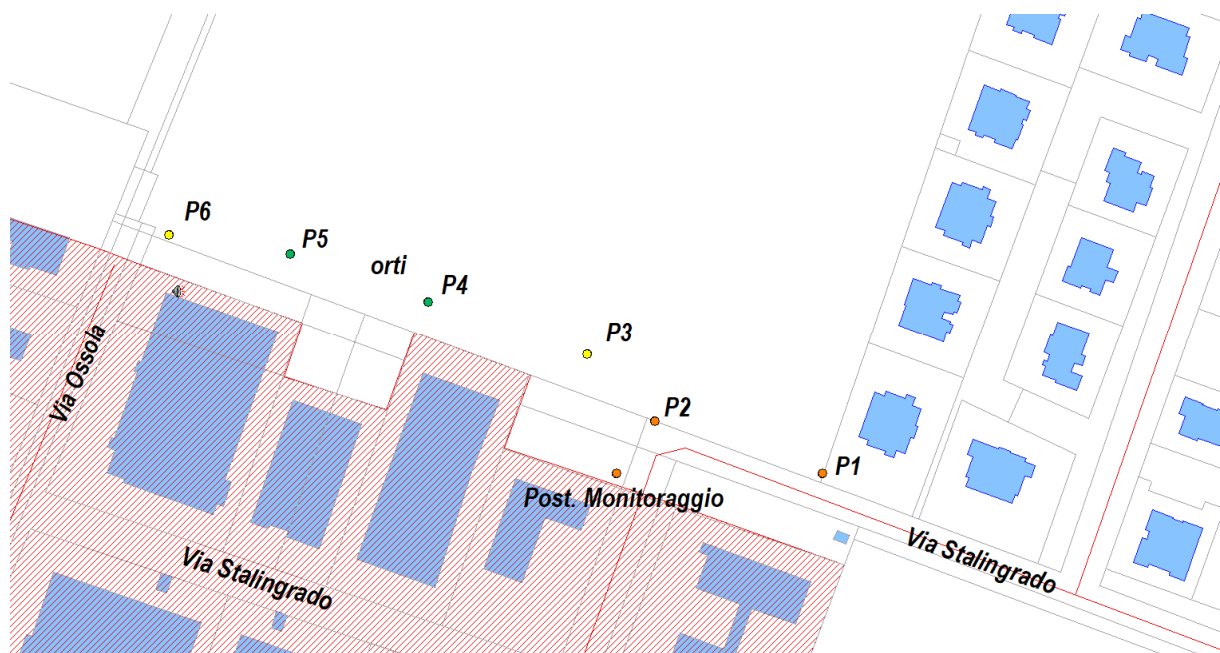 P6
P5
orti
P4
P3
Via Ossola
P2
P1
Post. Monitoraggio
Via Stalingrado
Via Stalingrado